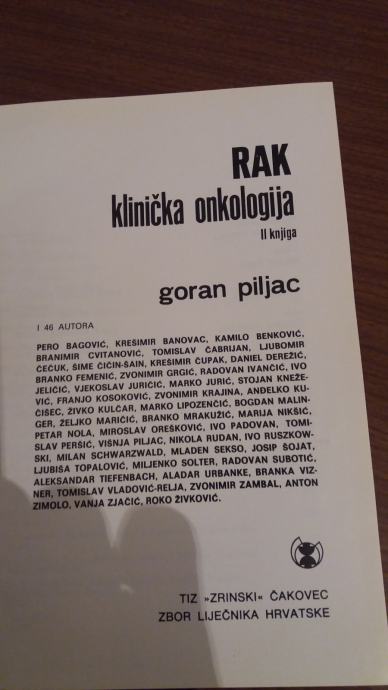 RAK
klinička onkologija
II knjiga
goran piljac
I 46 AUTORA
PERO BAGOVIĆ, KREŠIMIR BANOVAC, KAMILO BENKOVIĆ,
BRANIMIR CVITANOVIĆ, TOMISLAV ČABRIJAN, LJUBOMIR
ČEČUK, ŠIME ČIČIN-ŠAIN, KREŠIMIR ČUPAK, DANIEL DEREŽIĆ,
BRANKO FEMENIĆ, ZVONIMIR GRGIĆ, RADOVAN IVANČIĆ, IVO
JELIČIĆ, VJEKOSLAV JURIČIĆ, MARKO JURIĆ, STOJAN KNEŽE-
VIĆ, FRANJO KOSOKOVIĆ, ZVONIMIR KRAJINA, ANĐELKO KU-
ČIŠEC, ŽIVKO KULČAR, MARKO LIPOZENČIĆ, BOGDAN MALIN-
GER, ŽELJKO MARIČIĆ, BRANKO MRAKUŽIĆ, MARIJA NIKŠIĆ,
PETAR NOLA, MIROSLAV OREŠKOVIĆ, IVO PADOVAN, TOMI-
SLAV PERŠIĆ, VIŠNJA PILJAC, NIKOLA RUDAN, IVO RUSZKOW-
SKI, MILAN SCHWARZWALD, MLADEN SEKSO, JOSIP ŠOJAT,
LJUBIŠA TOPALOVIĆ, MILJENKO SOLTER, RADOVAN SUBOTIĆ,
ALEKSANDAR TIEFENBACH, ALADAR URBANKE, BRANKA VIZ-
NER, TOMISLAV VLADOVIĆ-RELJA, ZVONIMIR ZAMBAL, ANTON
ZIMOLO, VANJA ZJAČIĆ, ROKO ŽIVKOVIĆ.
TIZ »ZRINSKI« ČAKOVEC
ZBOR LIJEČNIKA HRVATSKE